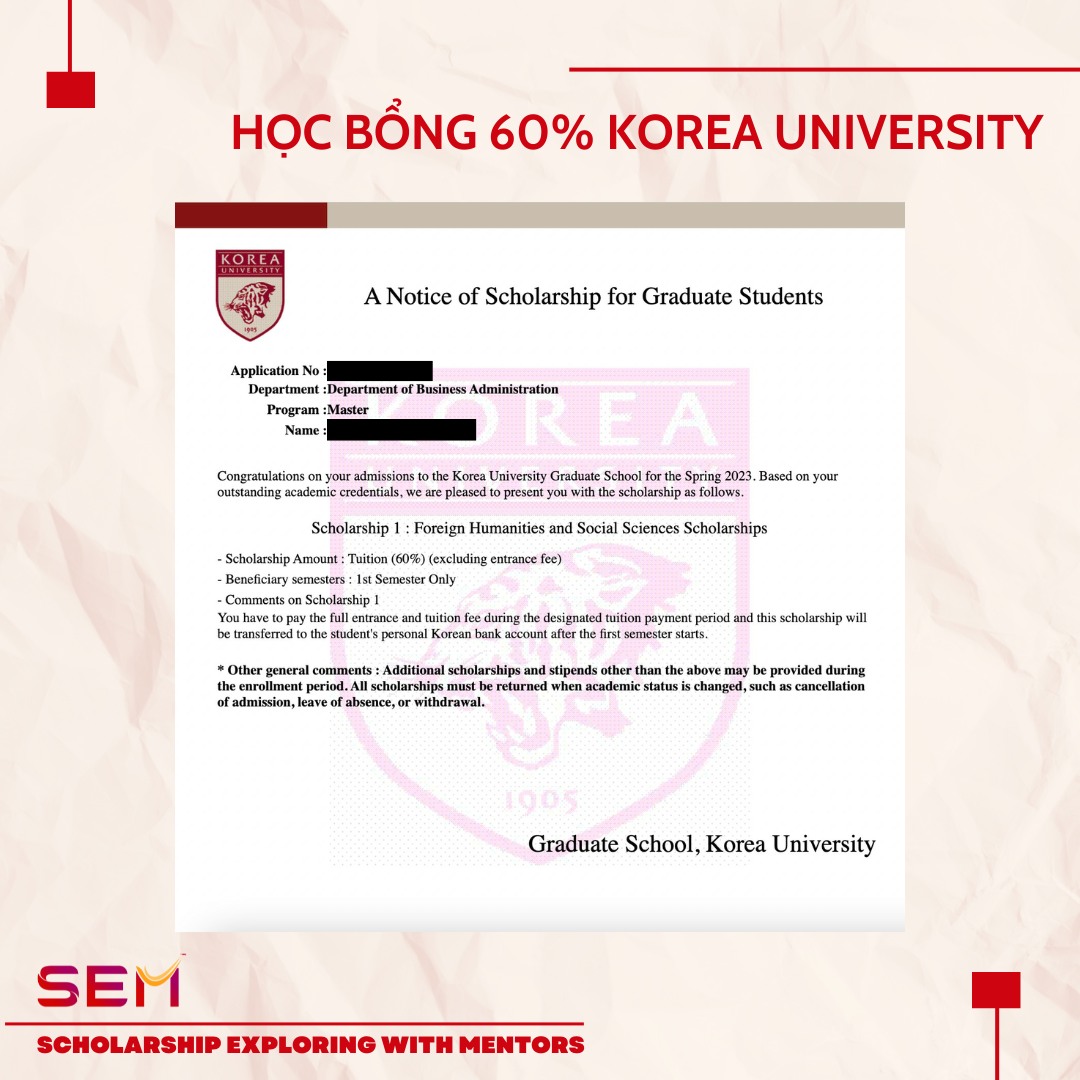 HỌC BỔNG 60% KOREA UNIVERSITY
KOREA
UNIVERSITY
1905
A Notice of Scholarship for Graduate Students
Application No :
Department :Department of Business Administration
Program :Master
Name :
KOREA
UNIVERSITY
Congratulations on your admissions to the Korea University Graduate School for the Spring 2023. Based on your
outstanding academic credentials, we are pleased to present you with the scholarship as follows.
Scholarship 1 : Foreign Humanities and Social Sciences Scholarships
- Scholarship Amount : Tuition (60%) (excluding entrance fee)
- Beneficiary semesters : 1st Semester Only
- Comments on Scholarship 1
You have to pay the full entrance and tuition fee during the designated tuition payment period and this scholarship will
be transferred to the student's personal Korean bank account after the first semester starts.
* Other general comments : Additional scholarships and stipends other than the above may be provided during
the enrollment period. All scholarships must be returned when academic status is changed, such as cancellation
of admission, leave of absence, or withdrawal.
1905
Graduate School, Korea University
SEM
SCHOLARSHIP EXPLORING WITH MENTORS